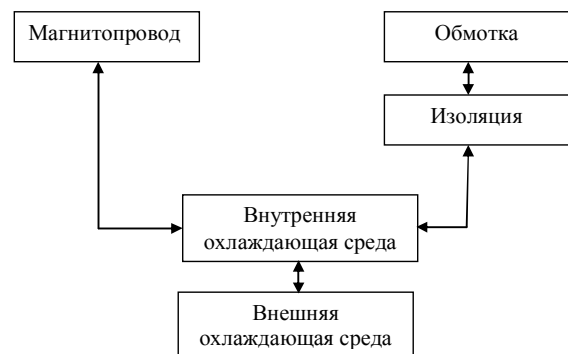 Магнитопровод
Обмотка
Изоляция
Внутренняя
охлаждающая среда
Внешняя
охлаждающая среда